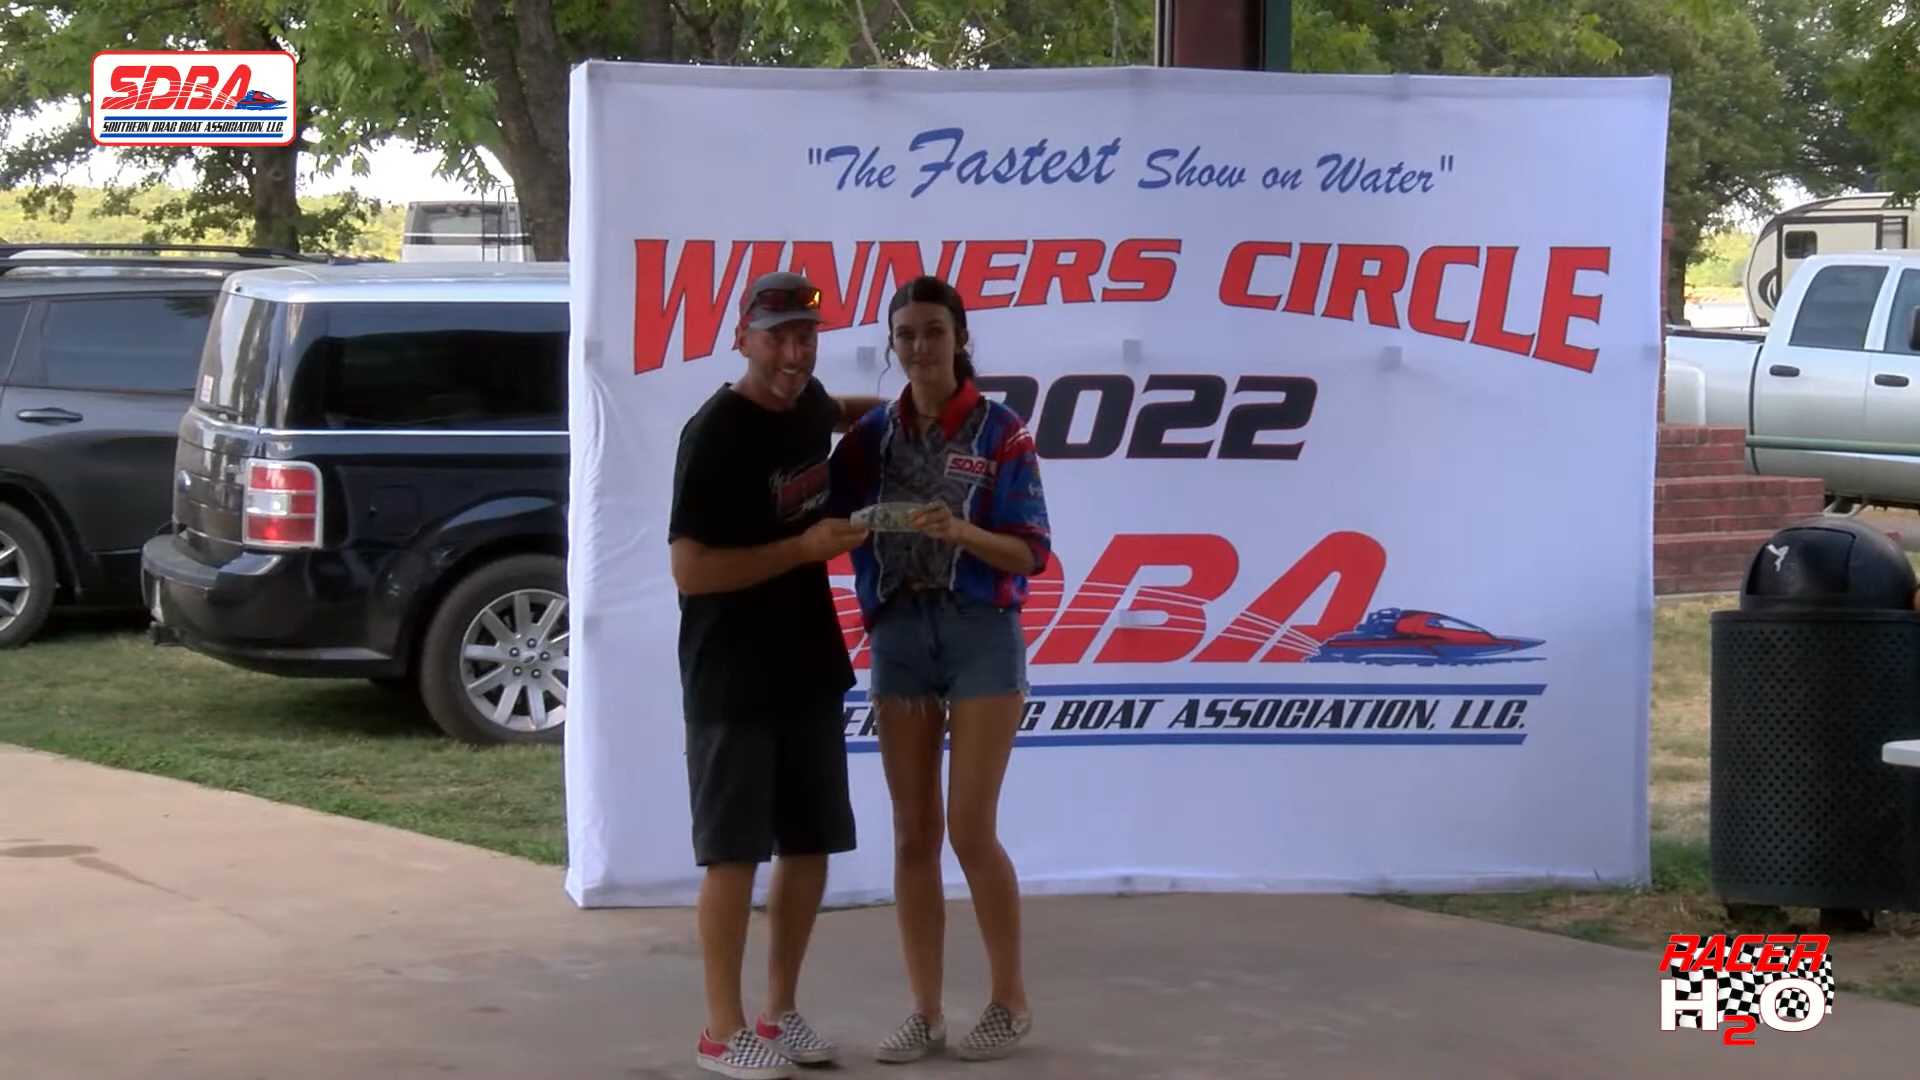 SDBA
SOUTHERN DRAG BOAT ASSOCIATION, LLC.
"The Fastest Show on Water"
WINNERS CIRCLE
2022
SDBA
DBA
BOAT ASSOCIATION, LLC.
RACER
H2O